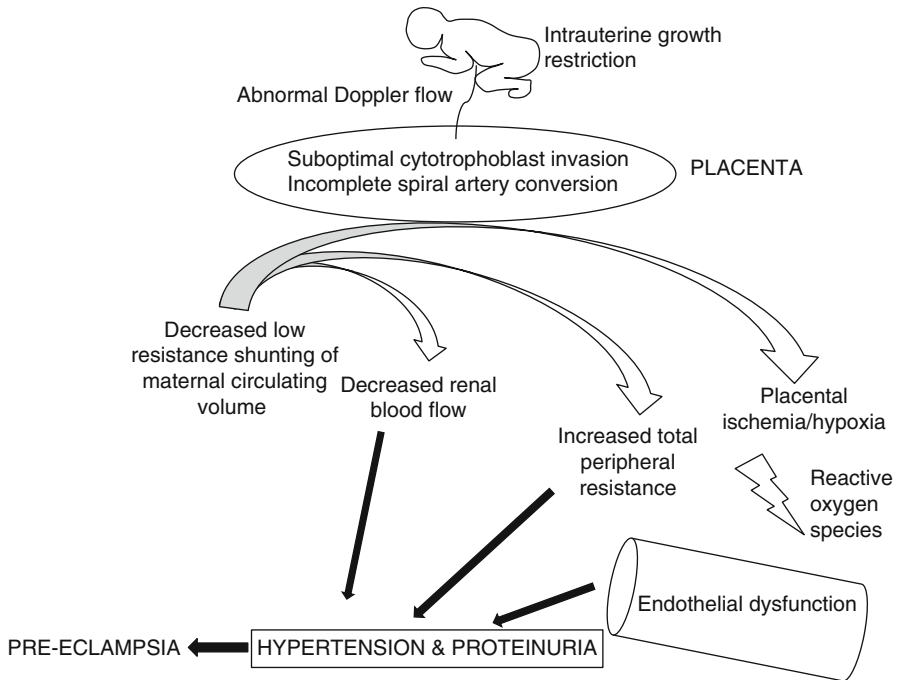 Intrauterine growth
restriction
Abnormal Doppler flow
Suboptimal cytotrophoblast invasion
Incomplete spiral artery conversion
PLACENTA
Decreased low
resistance shunting of
maternal circulating
volume
Decreased renal
blood flow
Increased total
peripheral
resistance
Placental
ischemia/hypoxia
Reactive
oxygen
species
Endothelial dysfunction
PRE-ECLAMPSIA
HYPERTENSION & PROTEINURIA